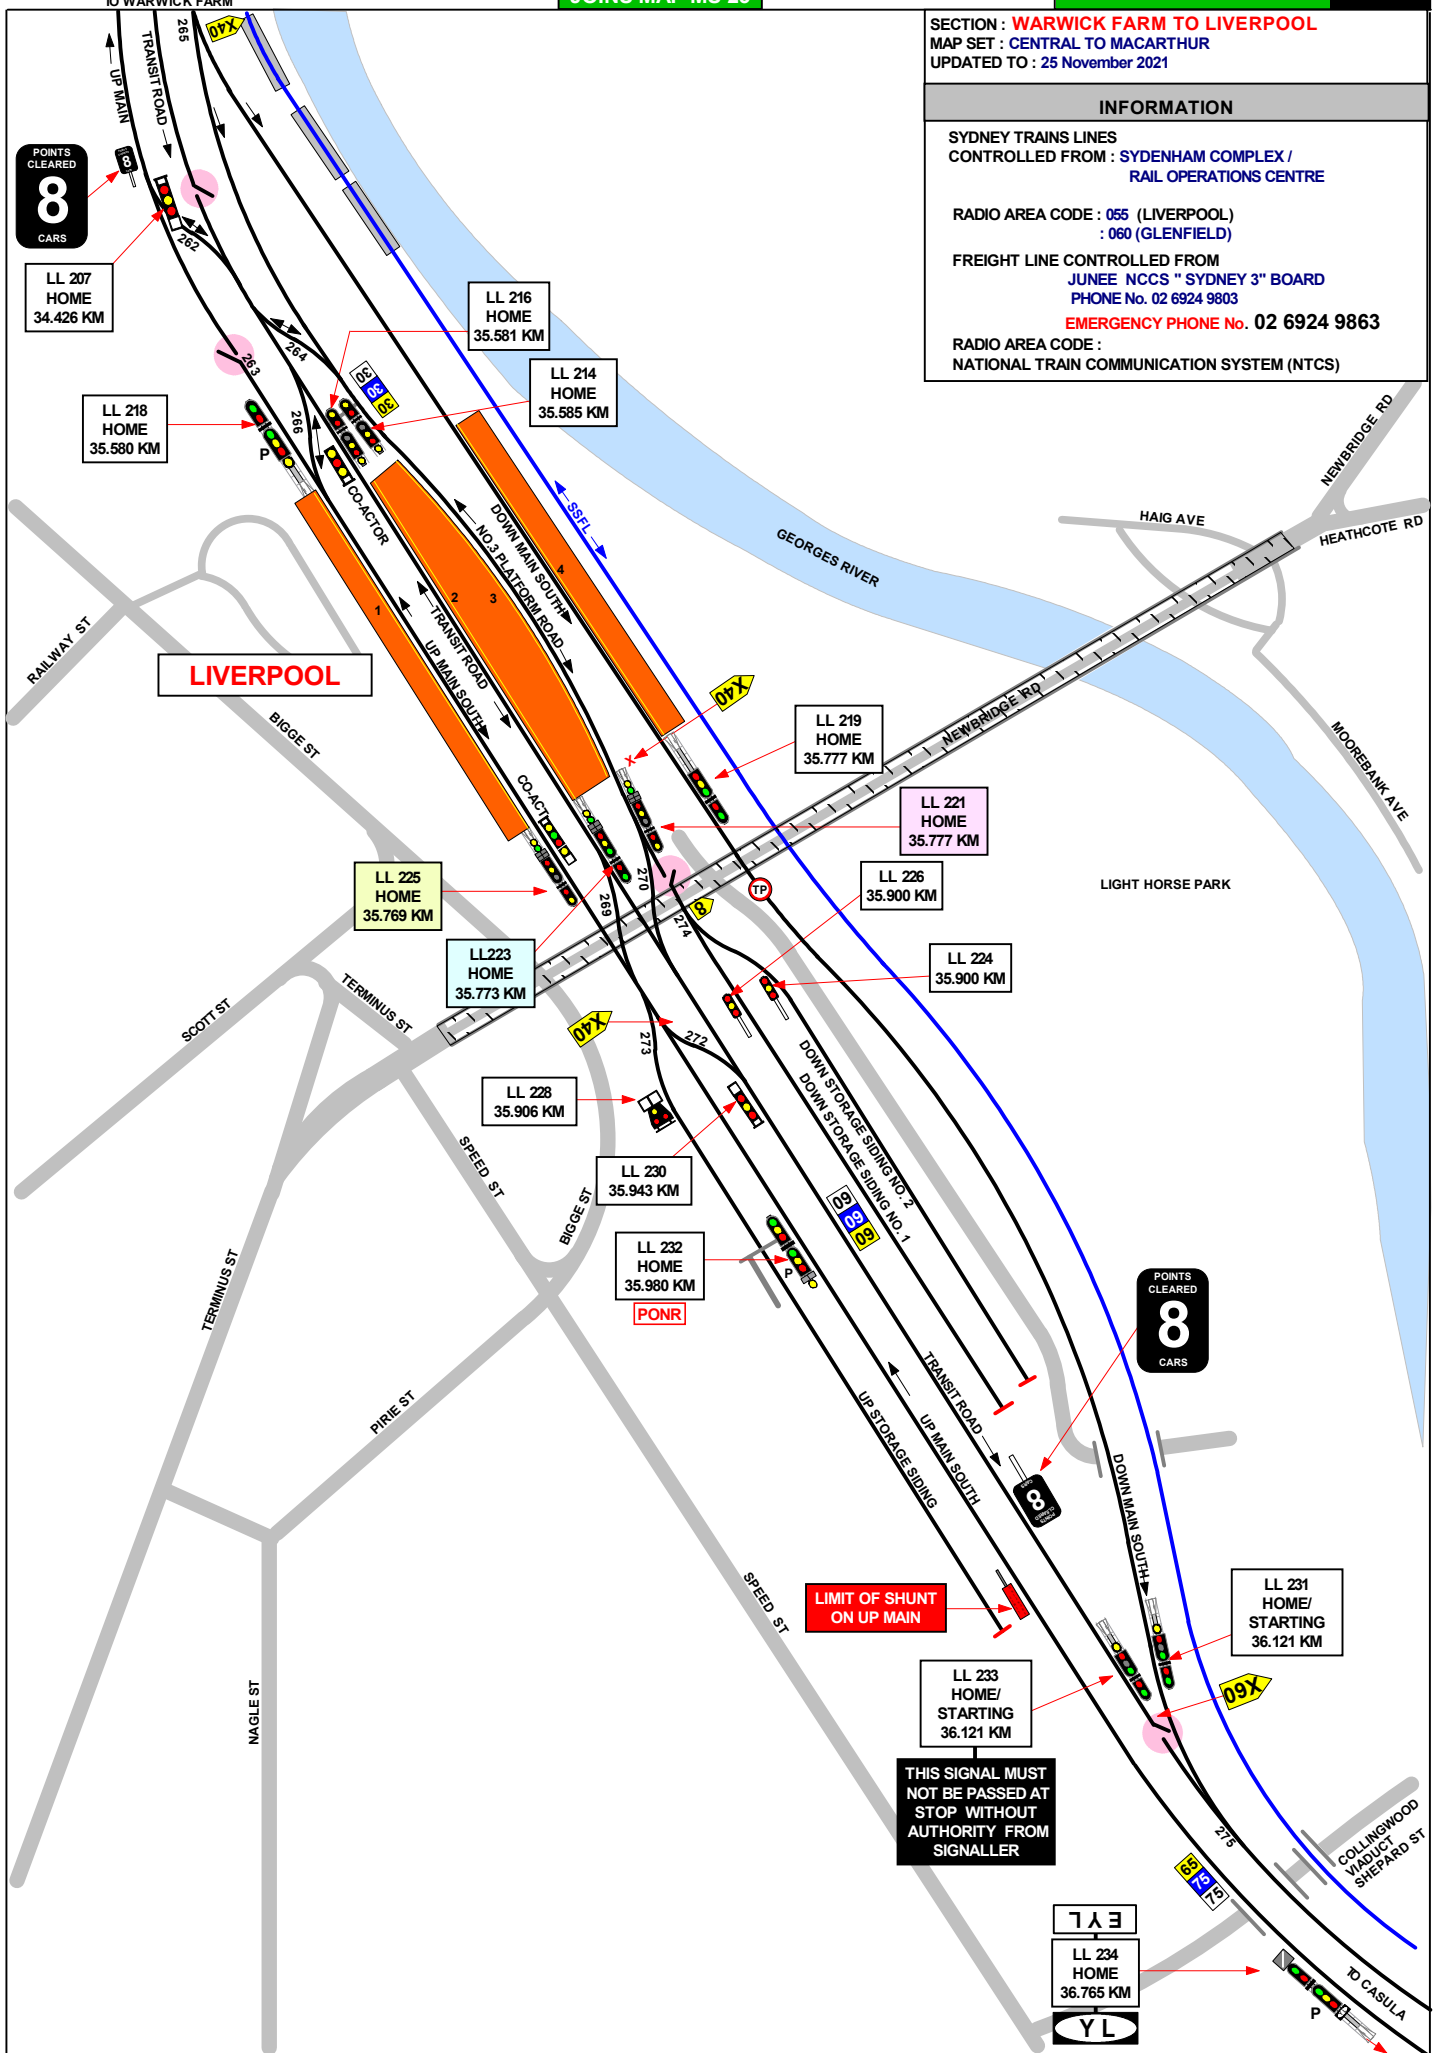 TO WARWICK FARM
JOINS MAP MS 23
SECTION : WARWICK FARM TO LIVERPOOL
MAP SET : CENTRAL TO MACARTHUR
UPDATED TO : 25 November 2021
INFORMATION
SYDNEY TRAINS LINES
CONTROLLED FROM : SYDENHAM COMPLEX /
RAIL OPERATIONS CENTRE
RADIO AREA CODE : 055 (LIVERPOOL)
: 060 (GLENFIELD)
FREIGHT LINE CONTROLLED FROM
JUNEE NCCS " SYDNEY 3" BOARD
PHONE No. 02 6924 9803
EMERGENCY PHONE No. 02 6924 9863
RADIO AREA CODE :
NATIONAL TRAIN COMMUNICATION SYSTEM (NTCS)
UP MAIN
TRANSIT ROAD
265
X40
POINTS
CLEARED
8
CARS
8
262
LL 207
HOME
34.426 KM
LL 216
HOME
35.581 KM
264
263
LL 214
HOME
35.585 KM
30
30
30
LL 218
HOME
35.580 KM
266
P
CO-ACTOR
NEWBRIDGE RD
HAIG AVE
HEATHCOTE RD
SSFL
GEORGES RIVER
DOWN MAIN SOUTH
NO.3 PLATFORM ROAD
4
1
2
3
TRANSIT ROAD
UP MAIN SOUTH
RAILWAY ST
LIVERPOOL
BIGGE ST
X40
X
NEWBRIDGE RD
LL 219
HOME
35.777 KM
MOOREBANK AVE
CO-ACT
LL 221
HOME
35.777 KM
LL 225
HOME
35.769 KM
270
269
TP
LL 226
35.900 KM
LIGHT HORSE PARK
8
274
LL223
HOME
35.773 KM
LL 224
35.900 KM
SCOTT ST
TERMINUS ST
X40
272
273
DOWN STORAGE SIDING NO. 2
DOWN STORAGE SIDING NO. 1
LL 228
35.906 KM
SPEED ST
LL 230
35.943 KM
60
60
60
BIGGE ST
LL 232
HOME
35.980 KM
PONR
P
TERMINUS ST
POINTS
CLEARED
8
CARS
PIRIE ST
TRANSIT ROAD
UP MAIN SOUTH
UP STORAGE SIDING
POINTS
CLEARED
8
CARS
DOWN MAIN SOUTH
SPEED ST
LIMIT OF SHUNT
ON UP MAIN
LL 231
HOME/
STARTING
36.121 KM
LL 233
HOME/
STARTING
36.121 KM
X60
NAGLE ST
THIS SIGNAL MUST
NOT BE PASSED AT
STOP WITHOUT
AUTHORITY FROM
SIGNALLER
275
COLLINGWOOD
VIADUCT
SHEPARD ST
65
75
75
EYL
LL 234
HOME
36.765 KM
YL
P
TO CASULA